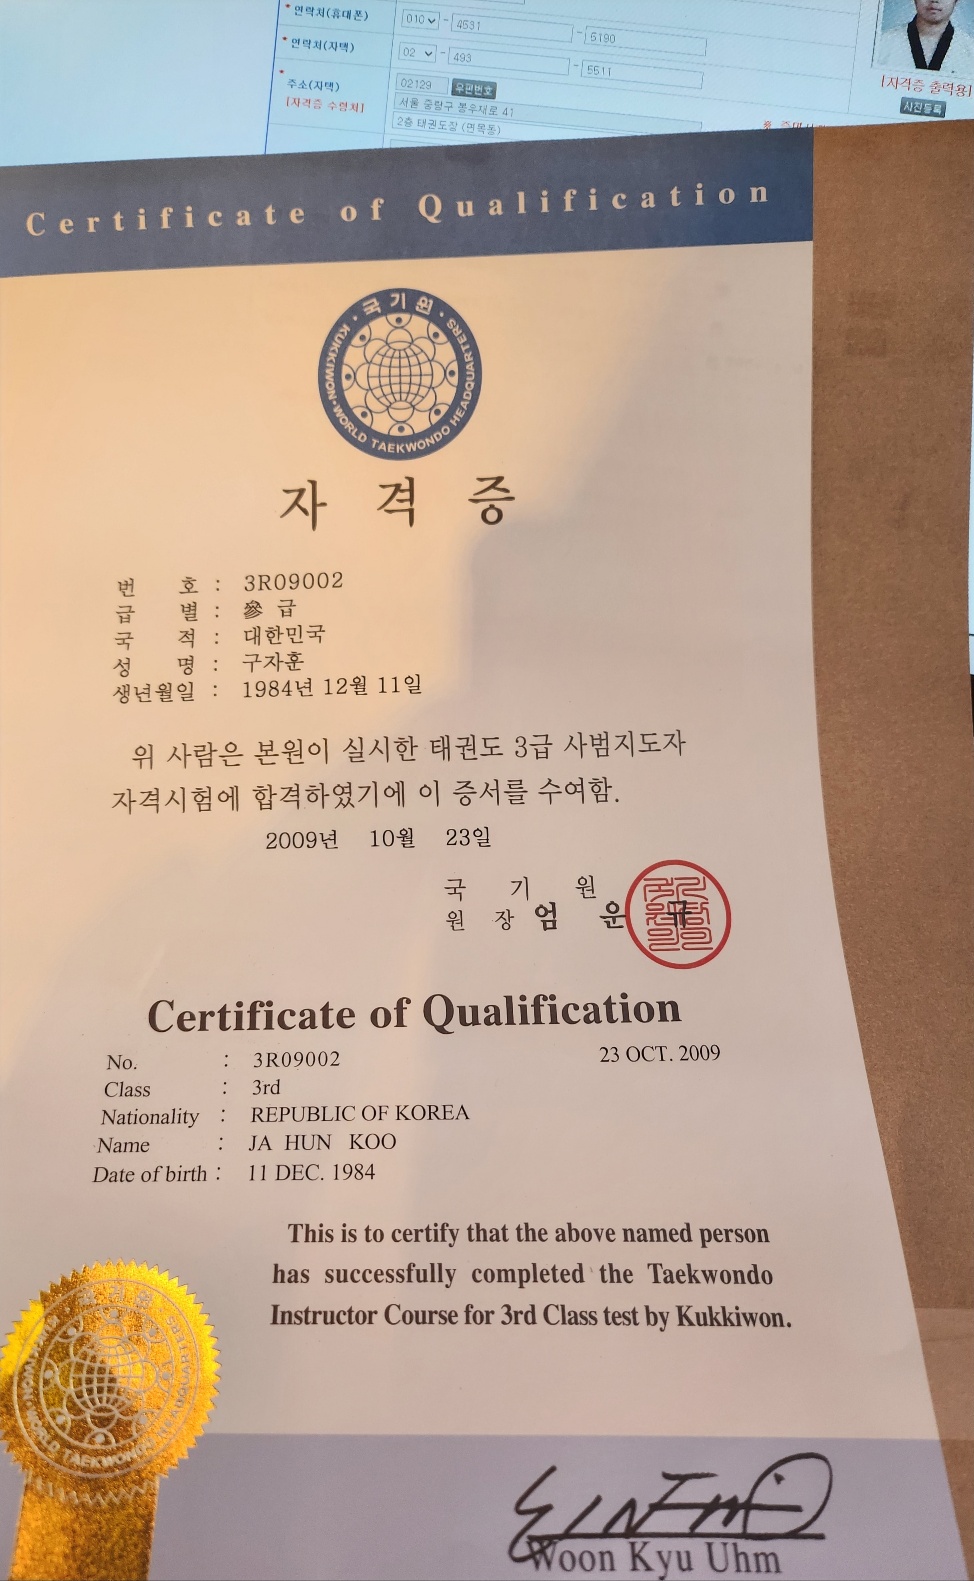 * 연락처(휴대폰) 010 - 4531 - 5190
* 연락처(자택) 02 - 493 - 5511
* 주소(자택) 02129 우편번호
[자격증 수령처] 서울 중랑구 봉우재로 41
2층 태권도장 (면목동)
[자격증 출력용]
사진등록
Certificate of Qualification
국기원
KUKKIWON·WORLD TAEKWONDO HEADQUARTERS
자 격 증
번 호 : 3R09002
급 별 : 參 급
국 적 : 대한민국
성 명 : 구자훈
생년월일 : 1984년 12월 11일
위 사람은 본원이 실시한 태권도 3급 사범지도자
자격시험에 합격하였기에 이 증서를 수여함.
2009년 10월 23일
국 기 원
원 장 엄 운 규
Certificate of Qualification
No. : 3R09002 23 OCT. 2009
Class : 3rd
Nationality : REPUBLIC OF KOREA
Name : JA HUN KOO
Date of birth : 11 DEC. 1984
This is to certify that the above named person
has successfully completed the Taekwondo
Instructor Course for 3rd Class test by Kukkiwon.
국기원
KUKKIWON·WORLD TAEKWONDO HEADQUARTERS
Woon Kyu Uhm